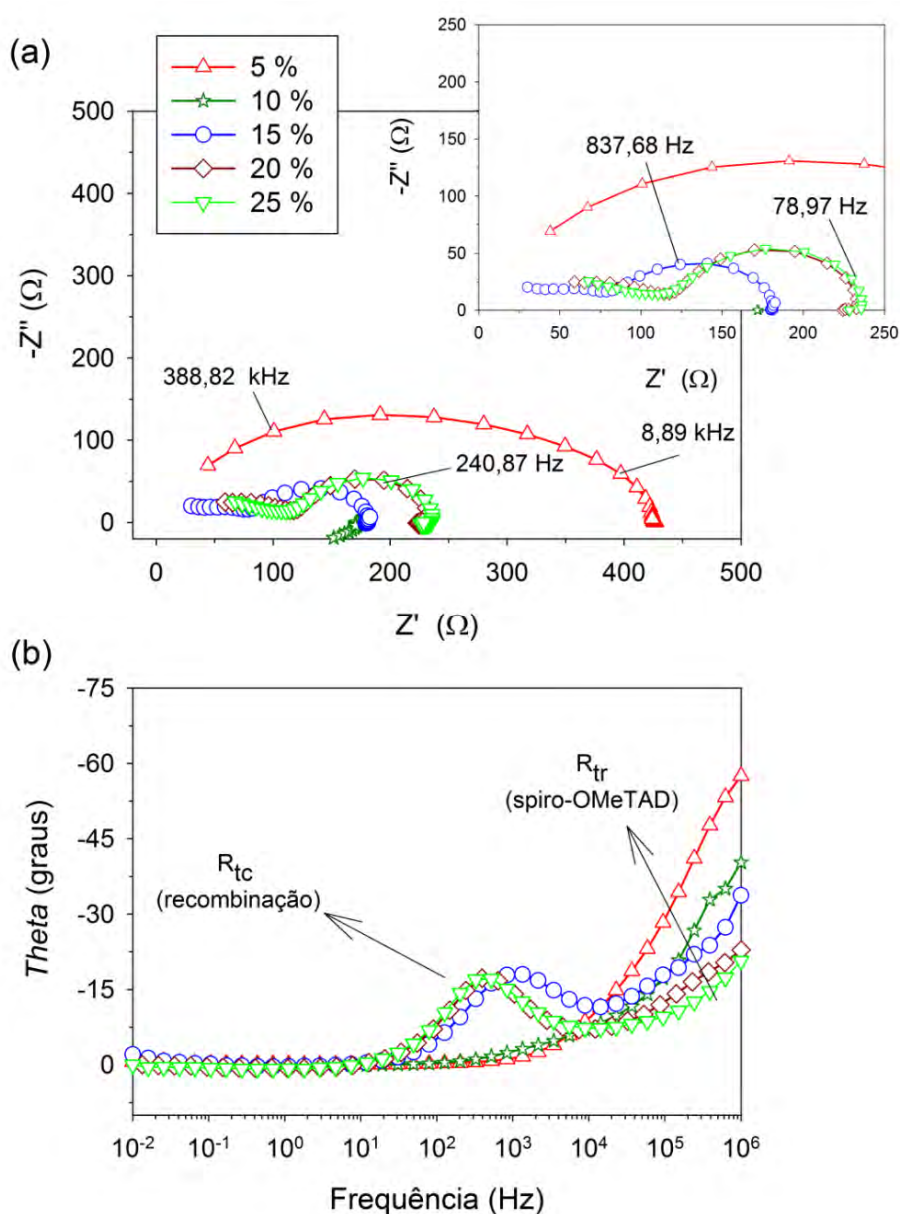 (a)
5 %
10 %
15 %
20 %
25 %
-Z'' (Ω)
500
400
300
200
100
0
388,82 kHz
240,87 Hz
8,89 kHz
0 100 200 300 400 500
Z' (Ω)
-Z'' (Ω)
250
200
150
100
50
0
837,68 Hz
78,97 Hz
0 50 100 150 200 250
Z' (Ω)
(b)
Theta (graus)
-75
-60
-45
-30
-15
0
Rtc
(recombinação)
Rtr
(spiro-OMeTAD)
10⁻² 10⁻¹ 10⁰ 10¹ 10² 10³ 10⁴ 10⁵ 10⁶
Frequência (Hz)